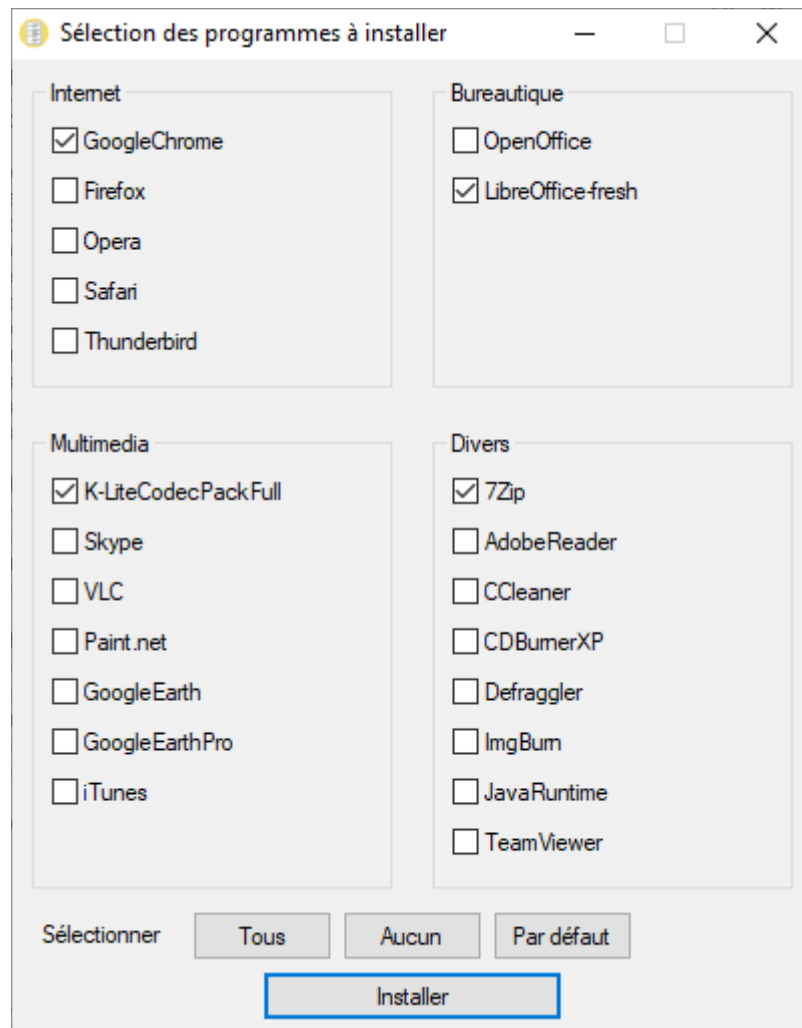 Sélection des programmes à installer
Internet
GoogleChrome
Firefox
Opera
Safari
Thunderbird
Bureautique
OpenOffice
LibreOffice-fresh
Multimedia
K-LiteCodecPackFull
Skype
VLC
Paint.net
GoogleEarth
GoogleEarthPro
iTunes
Divers
7Zip
AdobeReader
CCleaner
CDBurnerXP
Defraggler
ImgBurn
JavaRuntime
TeamViewer
Sélectionner Tous Aucun Par défaut
Installer